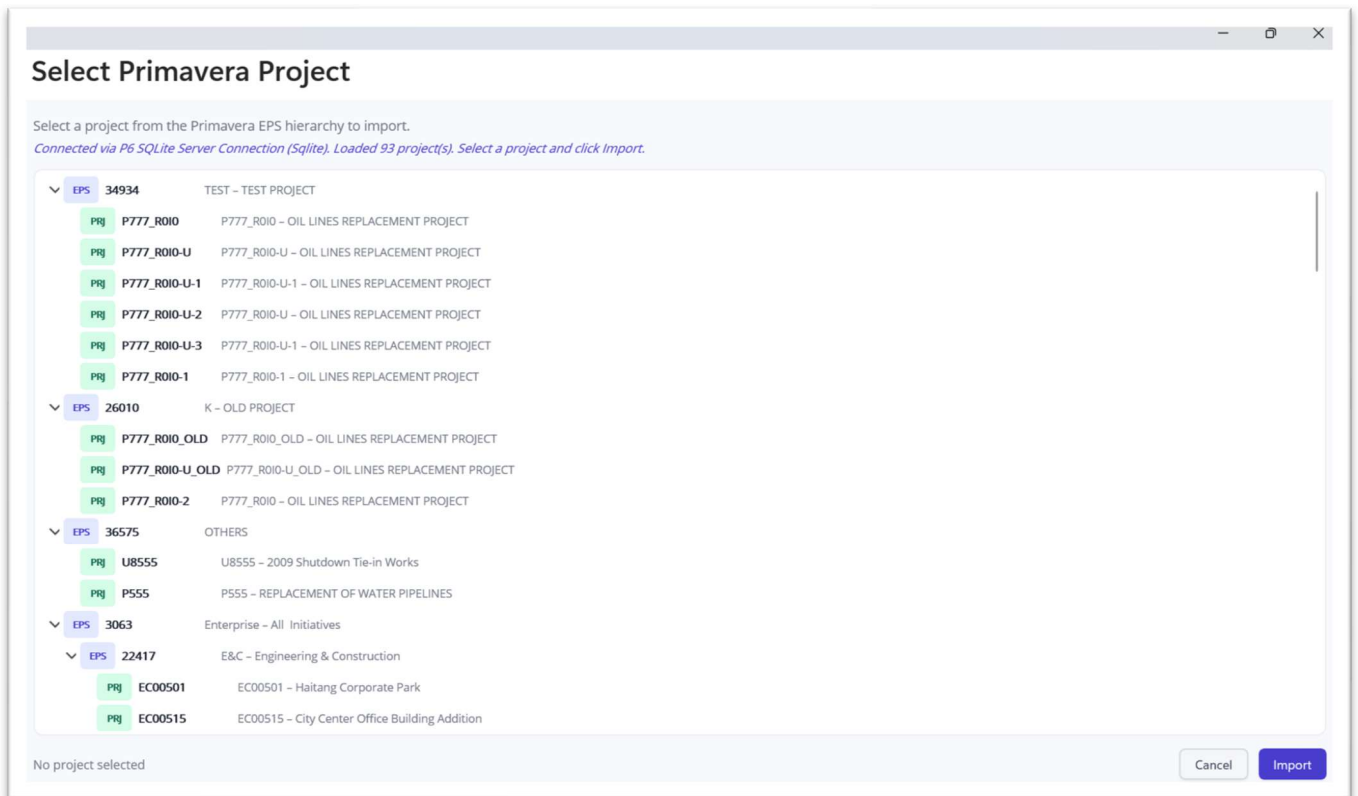 Select Primavera Project
Select a project from the Primavera EPS hierarchy to import.
Connected via P6 SQLite Server Connection (Sqlite). Loaded 93 project(s). Select a project and click Import.
EPS 34934 TEST – TEST PROJECT
PRJ P777_R0I0 P777_R0I0 – OIL LINES REPLACEMENT PROJECT
PRJ P777_R0I0-U P777_R0I0-U – OIL LINES REPLACEMENT PROJECT
PRJ P777_R0I0-U-1 P777_R0I0-U-1 – OIL LINES REPLACEMENT PROJECT
PRJ P777_R0I0-U-2 P777_R0I0-U – OIL LINES REPLACEMENT PROJECT
PRJ P777_R0I0-U-3 P777_R0I0-U-1 – OIL LINES REPLACEMENT PROJECT
PRJ P777_R0I0-1 P777_R0I0-1 – OIL LINES REPLACEMENT PROJECT
EPS 26010 K – OLD PROJECT
PRJ P777_R0I0_OLD P777_R0I0_OLD – OIL LINES REPLACEMENT PROJECT
PRJ P777_R0I0-U_OLD P777_R0I0-U_OLD – OIL LINES REPLACEMENT PROJECT
PRJ P777_R0I0-2 P777_R0I0 – OIL LINES REPLACEMENT PROJECT
EPS 36575 OTHERS
PRJ U8555 U8555 – 2009 Shutdown Tie-in Works
PRJ P555 P555 – REPLACEMENT OF WATER PIPELINES
EPS 3063 Enterprise – All Initiatives
EPS 22417 E&C – Engineering & Construction
PRJ EC00501 EC00501 – Haitang Corporate Park
PRJ EC00515 EC00515 – City Center Office Building Addition
No project selected
Cancel Import